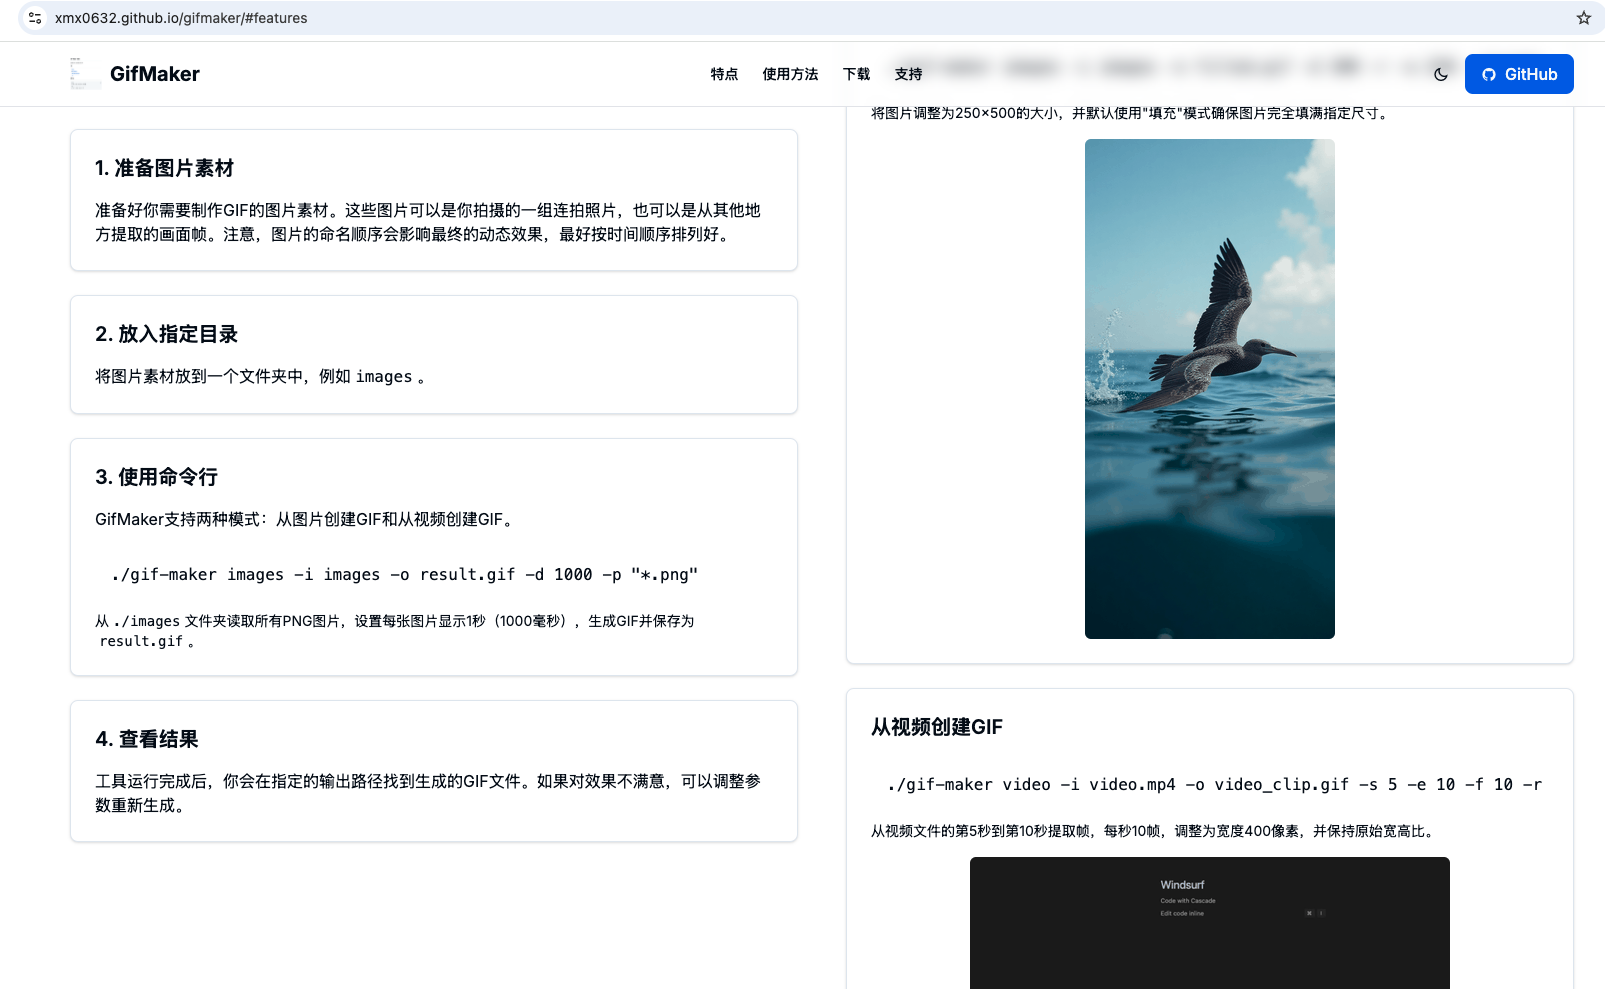 xmx0632.github.io/gifmaker/#features
GifMaker
特点
使用方法
下载
支持
GitHub
1. 准备图片素材
准备好你需要制作GIF的图片素材。这些图片可以是你拍摄的一组连拍照片，也可以是从其他地
方提取的画面帧。注意，图片的命名顺序会影响最终的动态效果，最好按时间顺序排列好。
2. 放入指定目录
将图片素材放到一个文件夹中，例如 images 。
3. 使用命令行
GifMaker支持两种模式：从图片创建GIF和从视频创建GIF。
./gif-maker images -i images -o result.gif -d 1000 -p "*.png"
从 ./images 文件夹读取所有PNG图片，设置每张图片显示1秒（1000毫秒），生成GIF并保存为
result.gif 。
4. 查看结果
工具运行完成后，你会在指定的输出路径找到生成的GIF文件。如果对效果不满意，可以调整参
数重新生成。
将图片调整为250×500的大小，并默认使用"填充"模式确保图片完全填满指定尺寸。
从视频创建GIF
./gif-maker video -i video.mp4 -o video_clip.gif -s 5 -e 10 -f 10 -r
从视频文件的第5秒到第10秒提取帧，每秒10帧，调整为宽度400像素，并保持原始宽高比。
Windsurf
Code with Cascade
Edit code inline
⌘ I